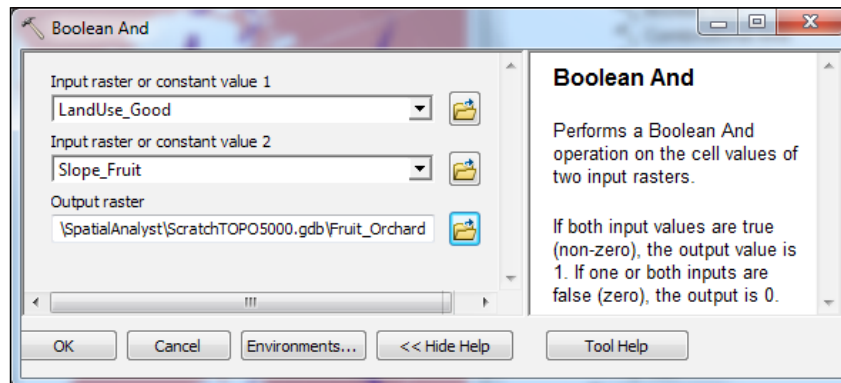 Boolean And
Input raster or constant value 1
LandUse_Good
Input raster or constant value 2
Slope_Fruit
Output raster
\SpatialAnalyst\ScratchTOPO5000.gdb\Fruit_Orchard
Boolean And
Performs a Boolean And
operation on the cell values of
two input rasters.
If both input values are true
(non-zero), the output value is
1. If one or both inputs are
false (zero), the output is 0.
OK
Cancel
Environments...
<< Hide Help
Tool Help